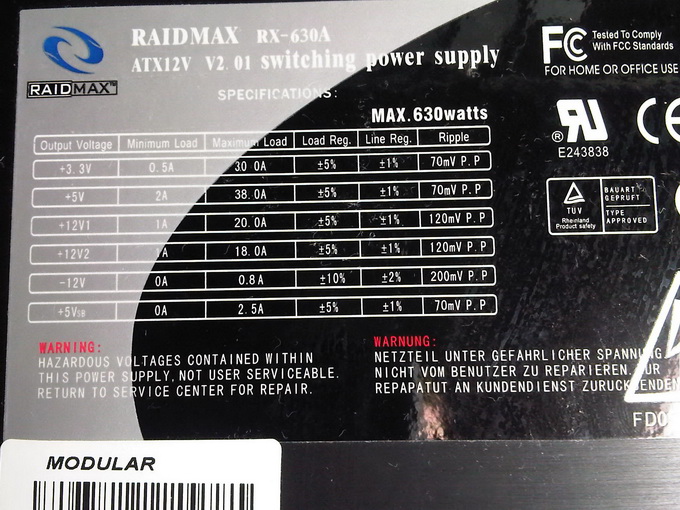 RAIDMAX RX-630A
ATX12V V2.01 switching power supply
RAIDMAX™
SPECIFICATIONS:
MAX.630watts
Output Voltage Minimum Load Maximum Load Load Reg. Line Reg. Ripple
+3.3V 0.5A 30.0A ±5% ±1% 70mV P.P
+5V 2A 38.0A ±5% ±1% 70mV P.P
+12V1 1A 20.0A ±5% ±1% 120mV P.P
+12V2 1A 18.0A ±5% ±1% 120mV P.P
-12V 0A 0.8A ±10% ±2% 200mV P.P
+5VSB 0A 2.5A ±5% ±1% 70mV P.P
WARNING:
HAZARDOUS VOLTAGES CONTAINED WITHIN
THIS POWER SUPPLY, NOT USER SERVICEABLE.
RETURN TO SERVICE CENTER FOR REPAIR.
WARNUNG:
NETZTEIL UNTER GEFAHRLICHER SPANNUNG
NICHT VOM BENUTZER ZU REPARIEREN.
REPAPATUT AN KUNDENDIENST
FC Tested To Comply
With FCC Standards
FOR HOME OR OFFICE USE
® UR
E243838
CE
TÜV
Rheinland
Product safety
BAUART
GEPRUFT
TYPE
APPROVED
MODULAR